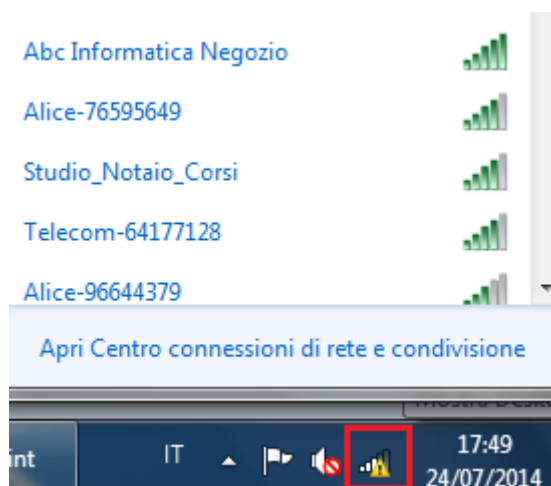 Abc Informatica Negozio
Alice-76595649
Studio_Notaio_Corsi
Telecom-64177128
Alice-96644379
Apri Centro connessioni di rete e condivisione
int
IT
17:49
24/07/2014